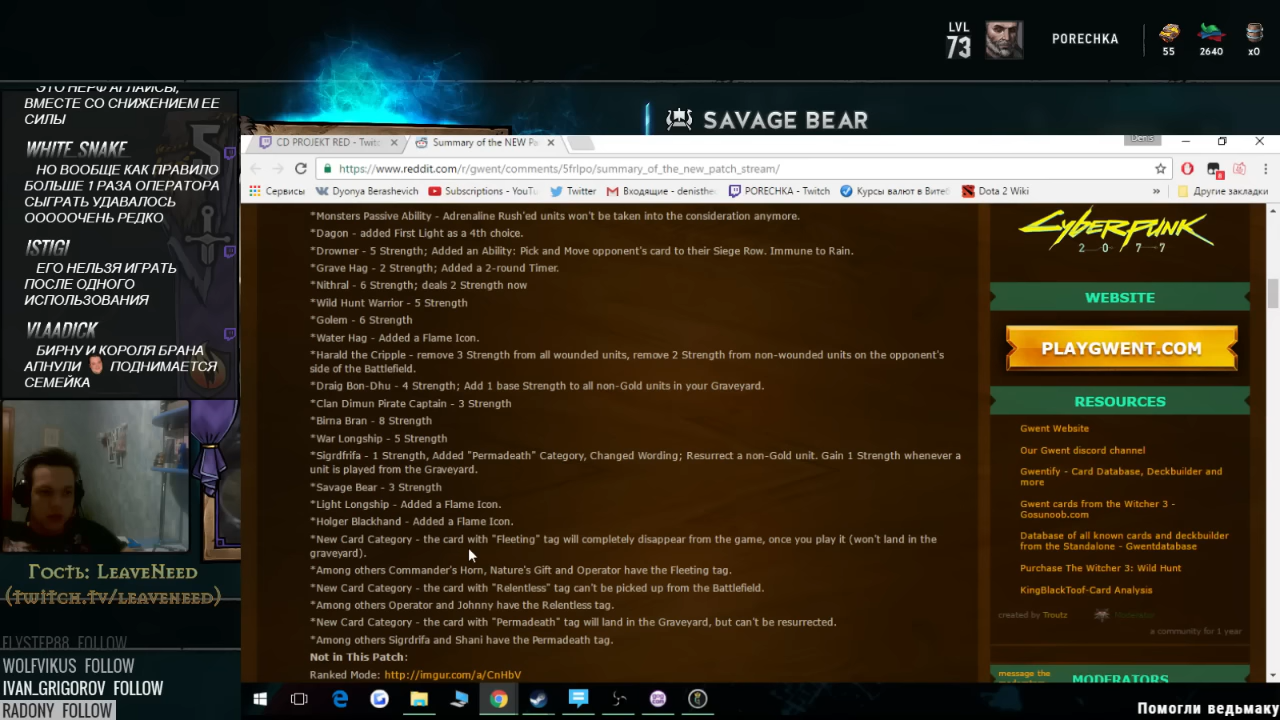 LVL
73
PORECHKA
55
2640
x0
SAVAGE BEAR
ЭТО НЕРФ АГЛАИСЫ,
ВМЕСТЕ СО СНИЖЕНИЕМ ЕЕ
СИЛЫ
WHITE_SNAKE_
НО ВООБЩЕ КАК ПРАВИЛО
БОЛЬШЕ 1 РАЗА ОПЕРАТОРА
СЫГРАТЬ УДАВАЛОСЬ
ОООООЧЕНЬ РЕДКО
ISTIGI
ЕГО НЕЛЬЗЯ ИГРАТЬ
ПОСЛЕ ОДНОГО
ИСПОЛЬЗОВАНИЯ
VLAADICK
БИРНУ И КОРОЛЯ БРАНА
АПНУЛИ ПОДНИМАЕТСЯ
СЕМЕЙКА
Гость: LeaveNeed
(twitch.tv/leaveneed)
FLYSTEP88 FOLLOW
WOLFVIKUS FOLLOW
IVAN_GRIGOROV FOLLOW
RADONY FOLLOW
CD PROJEKT RED - Twitc
Summary of the NEW Pa
Denis
https://www.reddit.com/r/gwent/comments/5frlpo/summary_of_the_new_patch_stream/
Сервисы
Dyonya Berashevich
Subscriptions - YouTu
Twitter
Входящие - denisthe
PORECHKA - Twitch
Курсы валют в Витеб
Dota 2 Wiki
»
Другие закладки
*Monsters Passive Ability - Adrenaline Rush'ed units won't be taken into the consideration anymore.
*Dagon - added First Light as a 4th choice.
*Drowner - 5 Strength; Added an Ability: Pick and Move opponent's card to their Siege Row. Immune to Rain.
*Grave Hag - 2 Strength; Added a 2-round Timer.
*Nithral - 6 Strength; deals 2 Strength now
*Wild Hunt Warrior - 5 Strength
*Golem - 6 Strength
*Water Hag - Added a Flame Icon.
*Harald the Cripple - remove 3 Strength from all wounded units, remove 2 Strength from non-wounded units on the opponent's
side of the Battlefield.
*Draig Bon-Dhu - 4 Strength; Add 1 base Strength to all non-Gold units in your Graveyard.
*Clan Dimun Pirate Captain - 3 Strength
*Birna Bran - 8 Strength
*War Longship - 5 Strength
*Sigrdrifa - 1 Strength, Added "Permadeath" Category, Changed Wording; Resurrect a non-Gold unit. Gain 1 Strength whenever a
unit is played from the Graveyard.
*Savage Bear - 3 Strength
*Light Longship - Added a Flame Icon.
*Holger Blackhand - Added a Flame Icon.
*New Card Category - the card with "Fleeting" tag will completely disappear from the game, once you play it (won't land in the
graveyard).
*Among others Commander's Horn, Nature's Gift and Operator have the Fleeting tag.
*New Card Category - the card with "Relentless" tag can't be picked up from the Battlefield.
*Among others Operator and Johnny have the Relentless tag.
*New Card Category - the card with "Permadeath" tag will land in the Graveyard, but can't be resurrected.
*Among others Sigrdrifa and Shani have the Permadeath tag.
Not in This Patch:
Ranked Mode: http://imgur.com/a/CnHbV
CYBERPUNK
2·0·7·7
WEBSITE
PLAYGWENT.COM
RESOURCES
Gwent Website
Our Gwent discord channel
Gwentify - Card Database, Deckbuilder and
more
Gwent cards from the Witcher 3 -
Gosunoob.com
Database of all known cards and deckbuilder
from the Standalone - Gwentdatabase
Purchase The Witcher 3: Wild Hunt
KingBlackToof-Card Analysis
created by Troutz
Moderator
a community for 1 year
message the
MODERATORS
Помогли ведьмаку